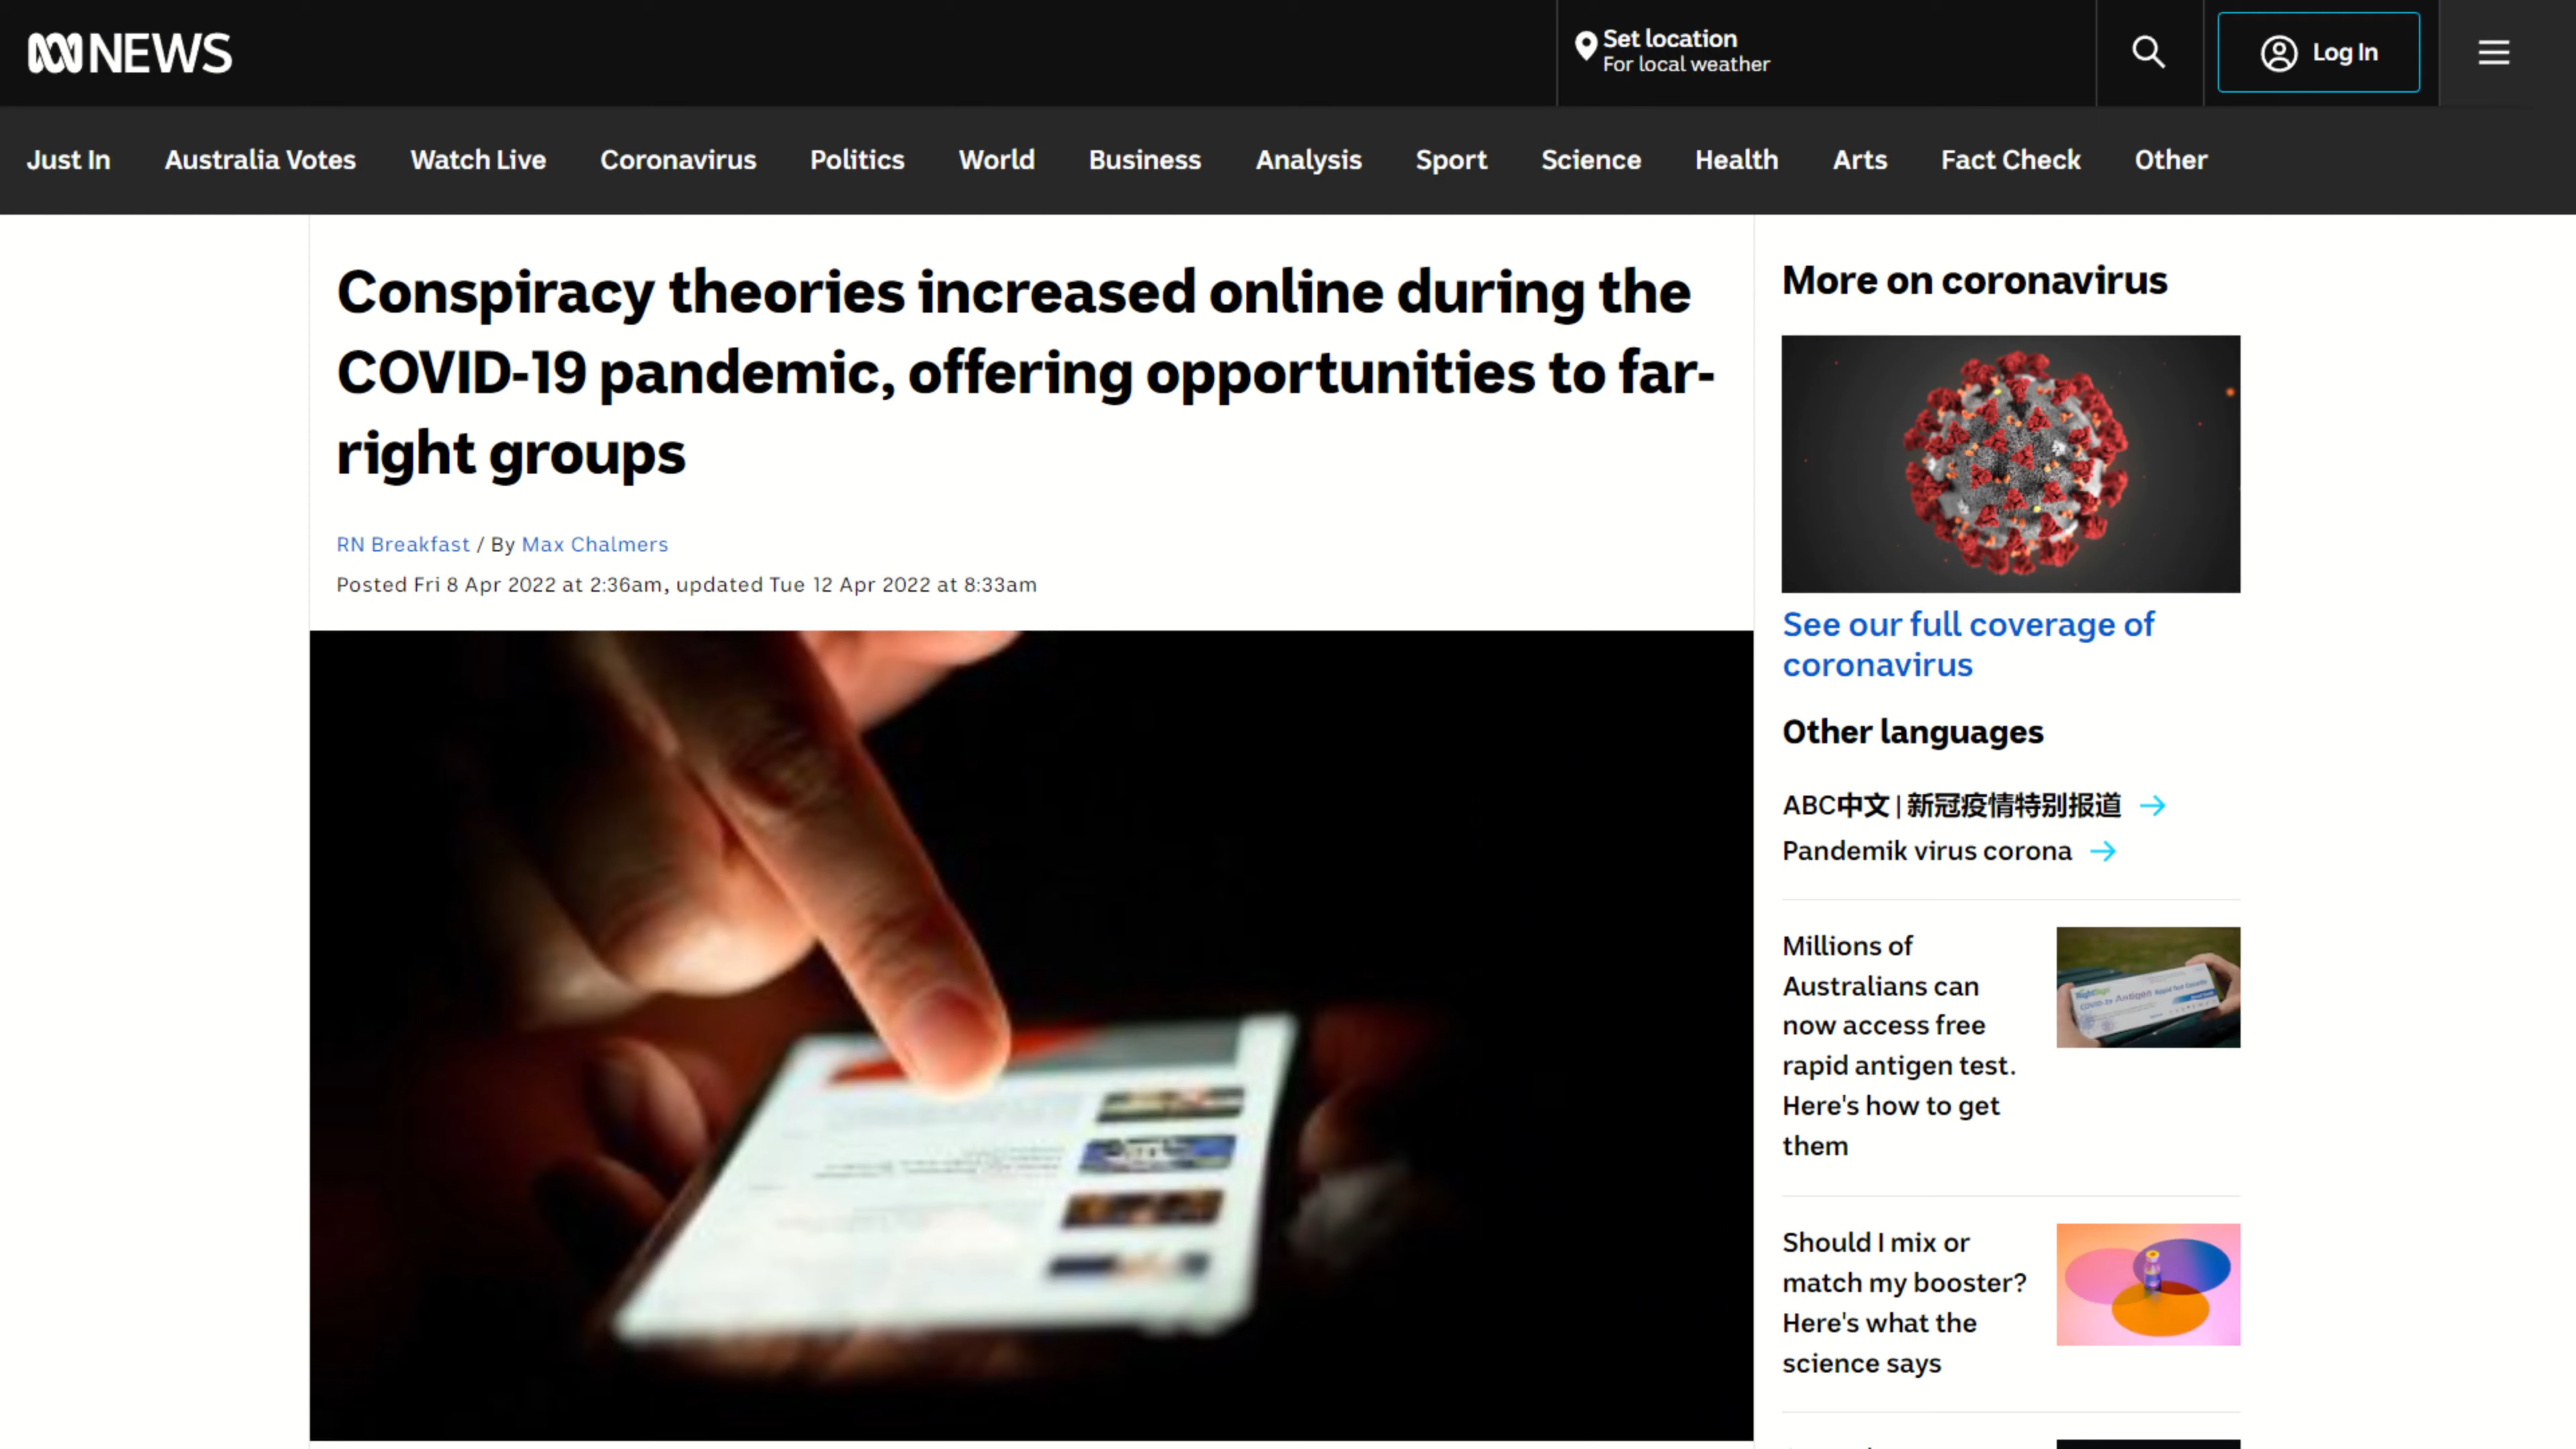 NEWS
Set location
For local weather
Log In
Just In
Australia Votes
Watch Live
Coronavirus
Politics
World
Business
Analysis
Sport
Science
Health
Arts
Fact Check
Other
Conspiracy theories increased online during the
COVID-19 pandemic, offering opportunities to far-
right groups
RN Breakfast / By Max Chalmers
Posted Fri 8 Apr 2022 at 2:36am, updated Tue 12 Apr 2022 at 8:33am
More on coronavirus
See our full coverage of
coronavirus
Other languages
ABC中文 | 新冠疫情特别报道
Pandemik virus corona
Millions of
Australians can
now access free
rapid antigen test.
Here's how to get
them
COVID-19 Antigen Rapid Test Cassette
Should I mix or
match my booster?
Here's what the
science says